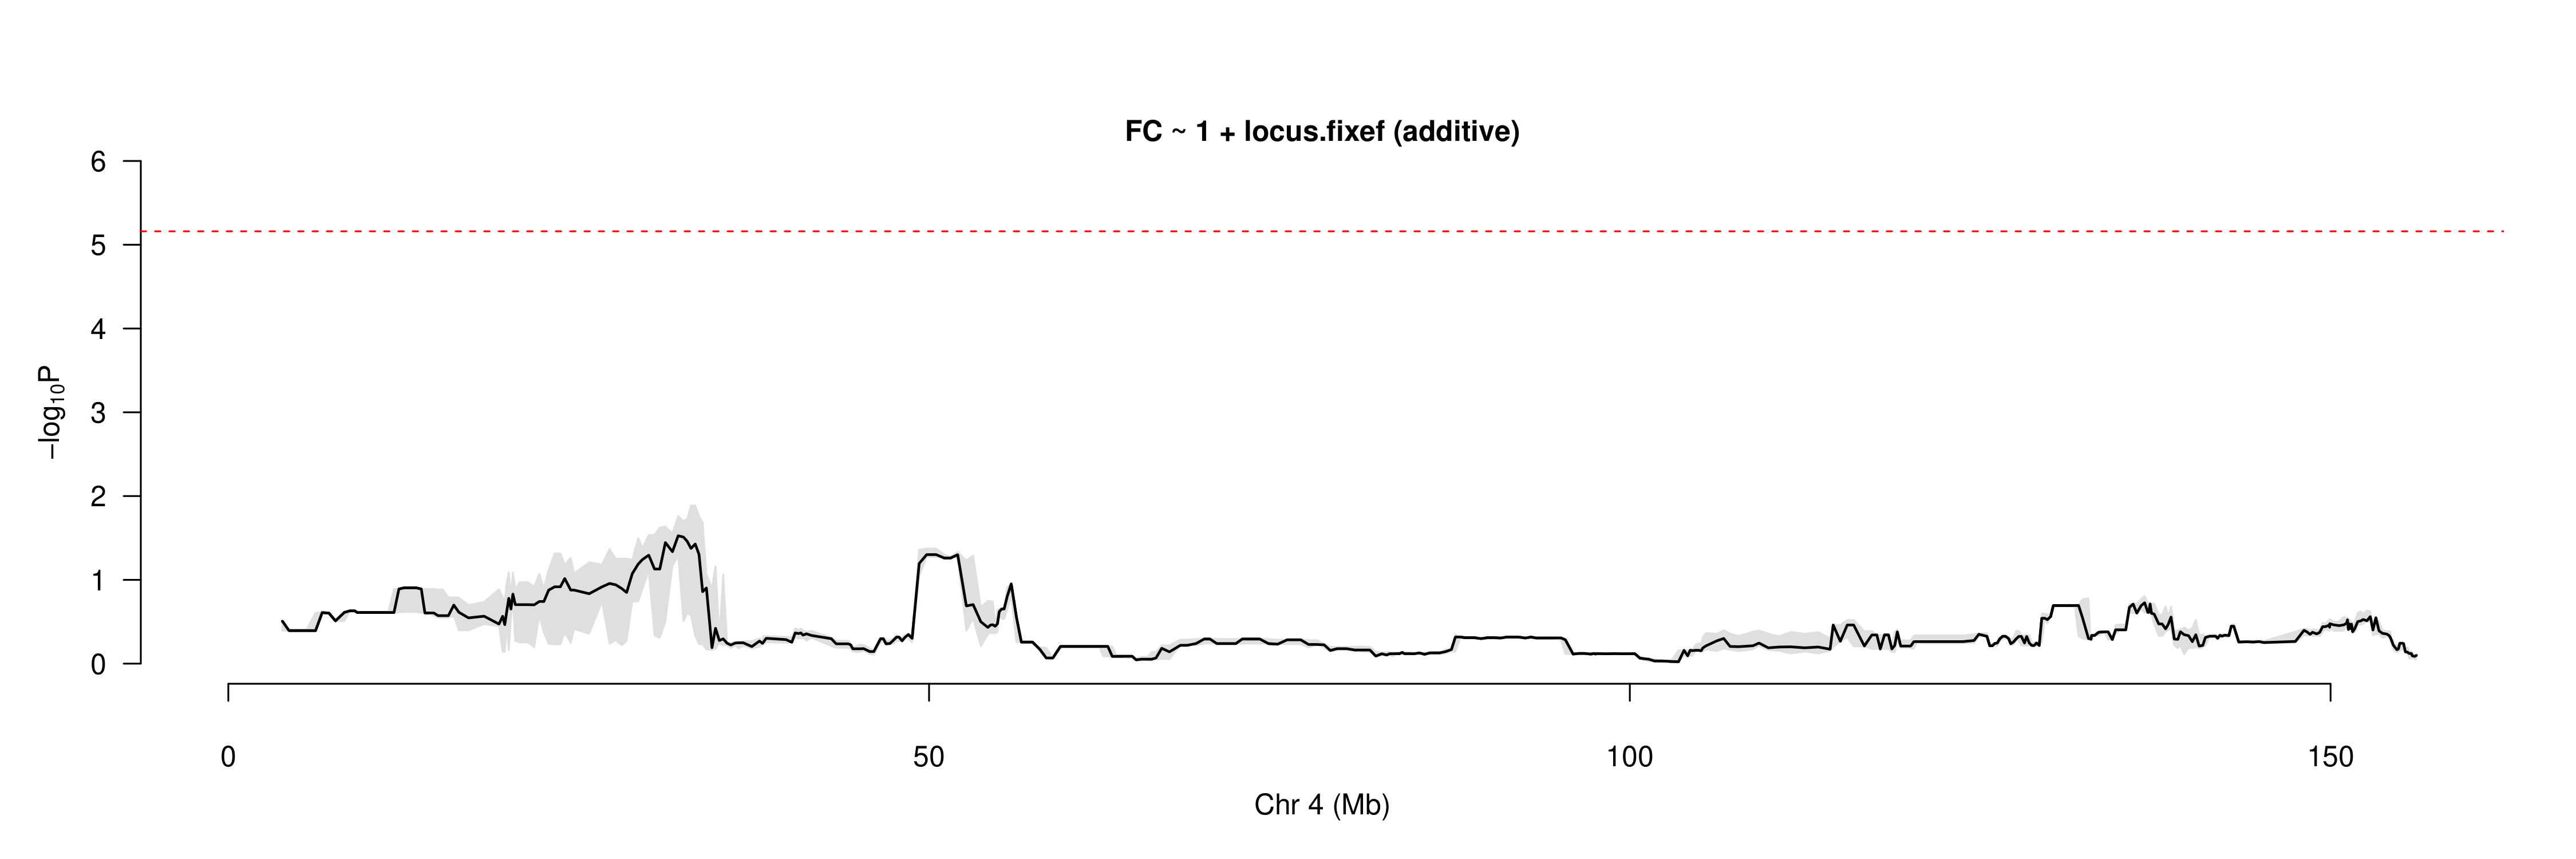 FC ~ 1 + locus.fixef (additive)
6
5
4
3
2
1
0
−log₁₀P
0 50 100 150
Chr 4 (Mb)